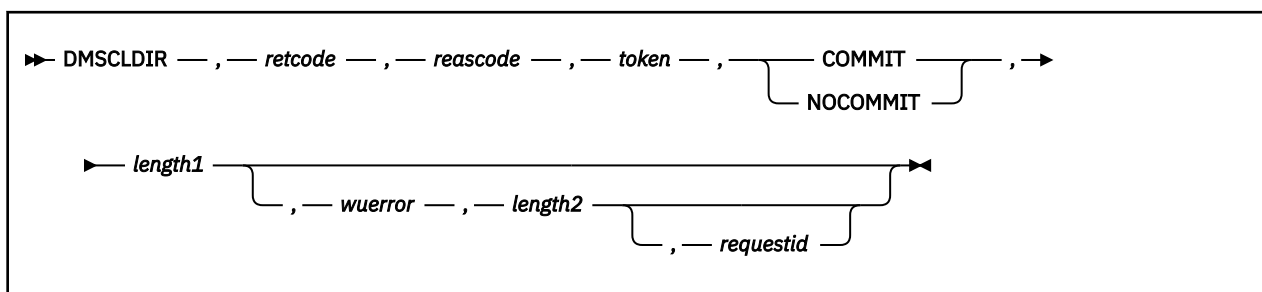 DMSCLDIR , retcode , reascode , token , COMMIT ,
NOCOMMIT
length1
, wuerror , length2
, requestid